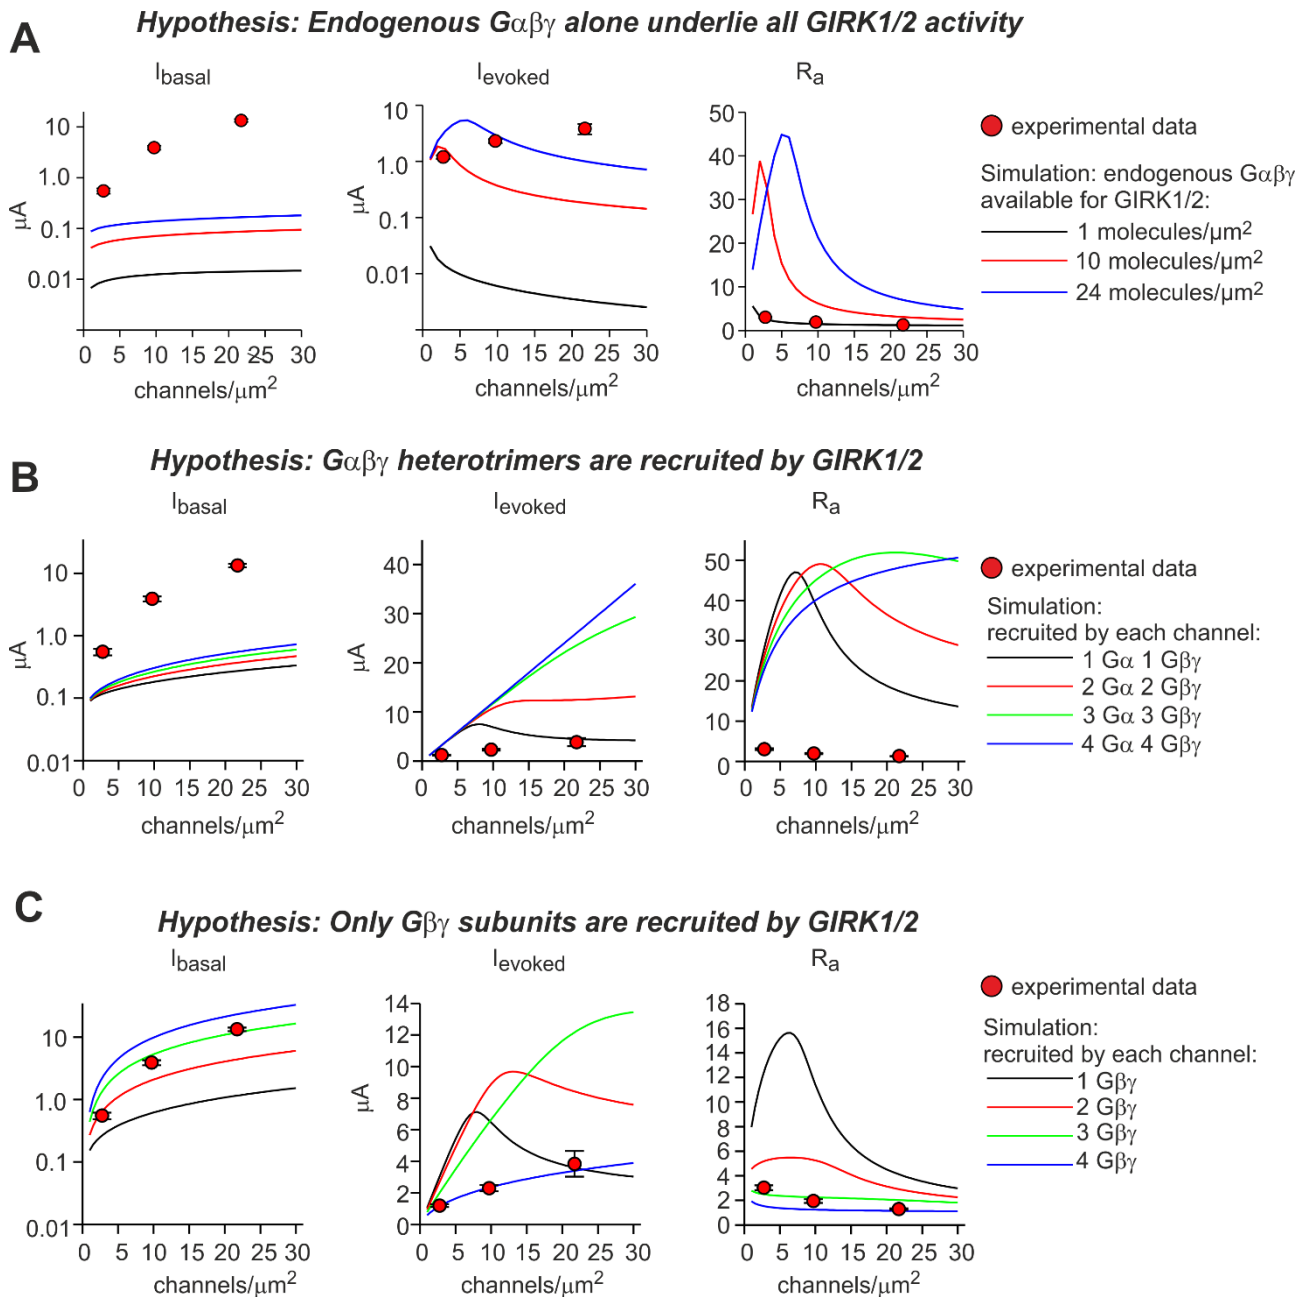 A
Hypothesis: Endogenous Gαβγ alone underlie all GIRK1/2 activity
I basal
I evoked
R a
10
1.0
0.1
0.01
μA
0 5 10 15 20 25 30
channels/μm2
10
1.0
0.1
0.01
μA
0 5 10 15 20 25 30
channels/μm2
50
40
30
20
10
0
0 5 10 15 20 25 30
channels/μm2
experimental data
Simulation: endogenous Gαβγ
available for GIRK1/2:
1 molecules/µm2
10 molecules/µm2
24 molecules/µm2
B
Hypothesis: Gαβγ heterotrimers are recruited by GIRK1/2
I basal
I evoked
R a
10
1.0
0.1
0.01
μA
0 5 10 15 20 25 30
channels/μm2
40
30
20
10
0
μA
0 5 10 15 20 25 30
channels/μm2
50
40
30
20
10
0
0 5 10 15 20 25 30
channels/μm2
experimental data
Simulation:
recruited by each channel:
1 Gα 1 Gβγ
2 Gα 2 Gβγ
3 Gα 3 Gβγ
4 Gα 4 Gβγ
C
Hypothesis: Only Gβγ subunits are recruited by GIRK1/2
I basal
I evoked
R a
10
1.0
0.1
0.01
0 5 10 15 20 25 30
channels/μm2
14
12
10
8
6
4
2
0
μA
0 5 10 15 20 25 30
channels/μm2
18
16
14
12
10
8
6
4
2
0
0 5 10 15 20 25 30
channels/μm2
experimental data
Simulation:
recruited by each channel:
1 Gβγ
2 Gβγ
3 Gβγ
4 Gβγ